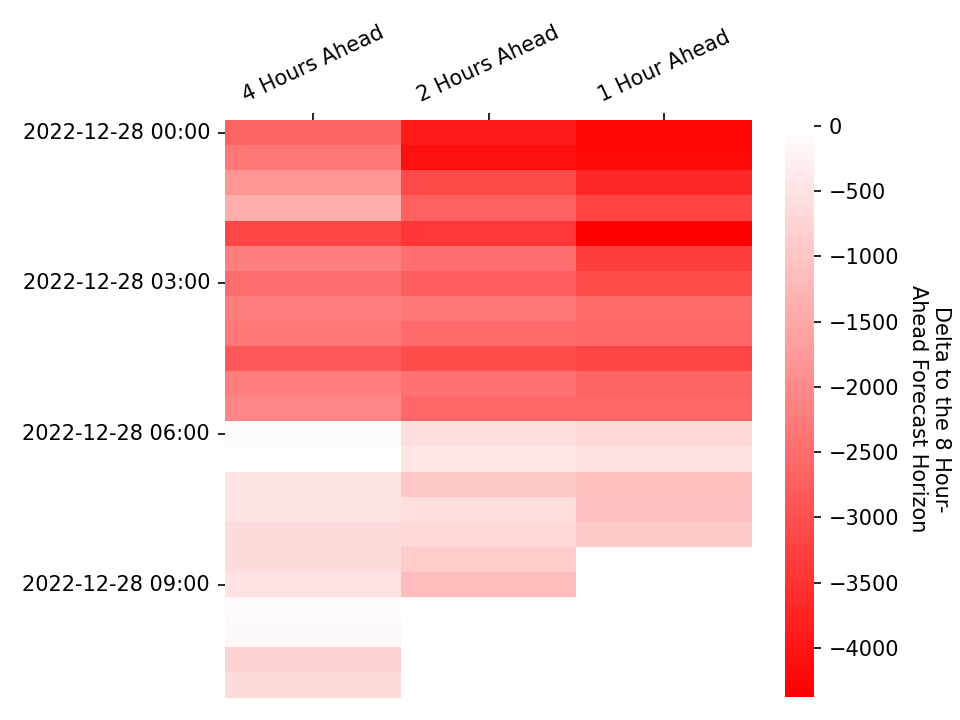 4 Hours Ahead
2 Hours Ahead
1 Hour Ahead
2022-12-28 00:00
2022-12-28 03:00
2022-12-28 06:00
2022-12-28 09:00
0
−500
−1000
−1500
−2000
−2500
−3000
−3500
−4000
Delta to the 8 Hour-
Ahead Forecast Horizon